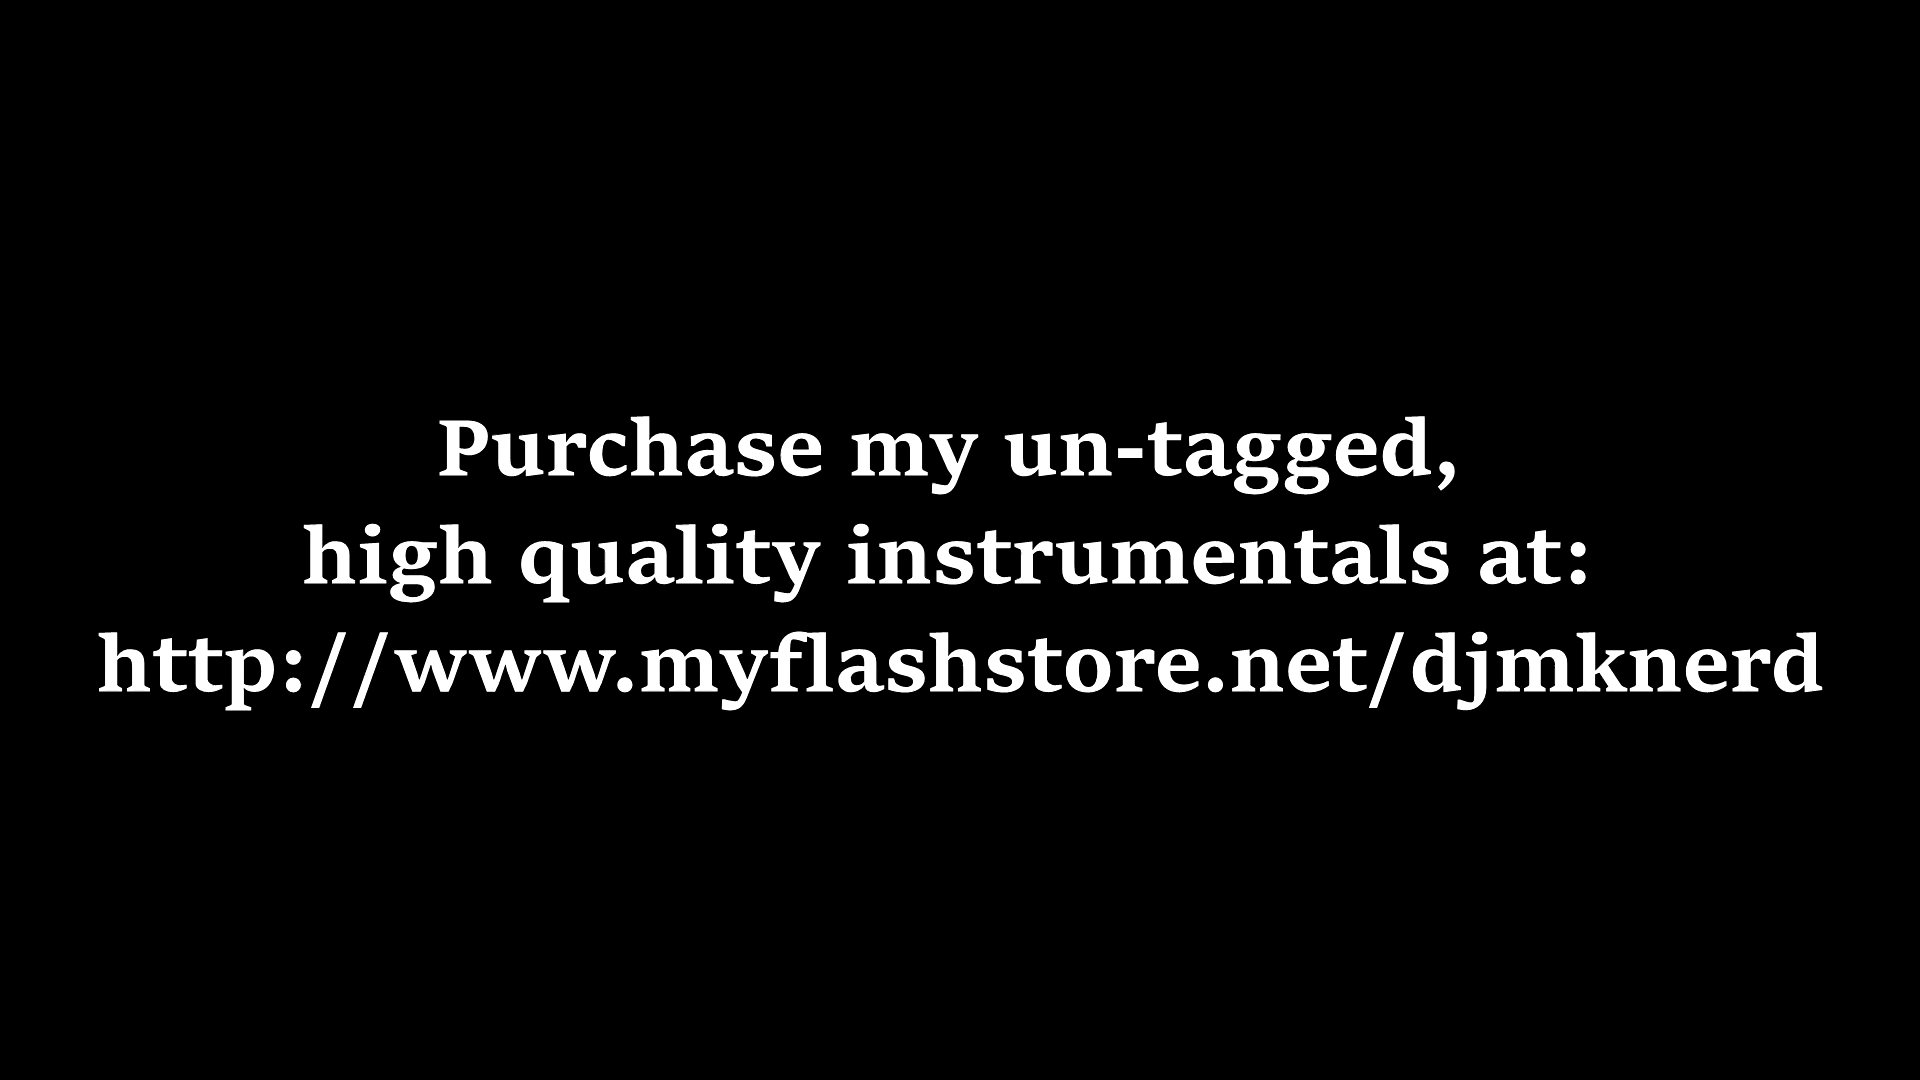 Purchase my un-tagged,
high quality instrumentals at:
http://www.myflashstore.net/djmknerd